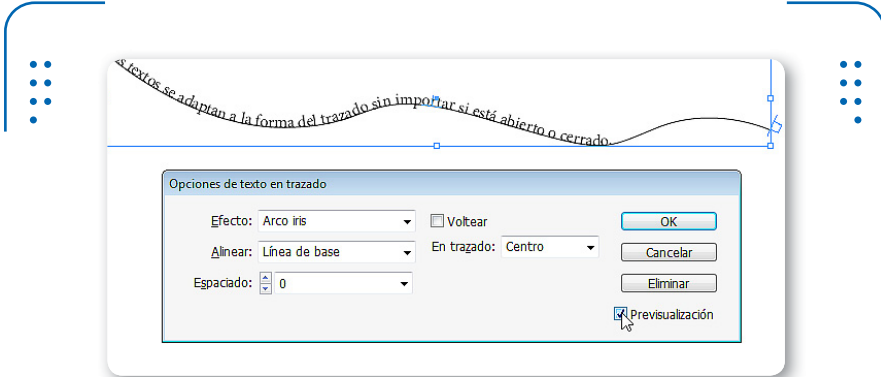 s textos se adaptan a la forma del trazado sin importar si está abierto o cerrado.
Opciones de texto en trazado
Efecto: Arco iris
Voltear
OK
Alinear: Línea de base
En trazado: Centro
Cancelar
Espaciado: 0
Eliminar
Previsualización